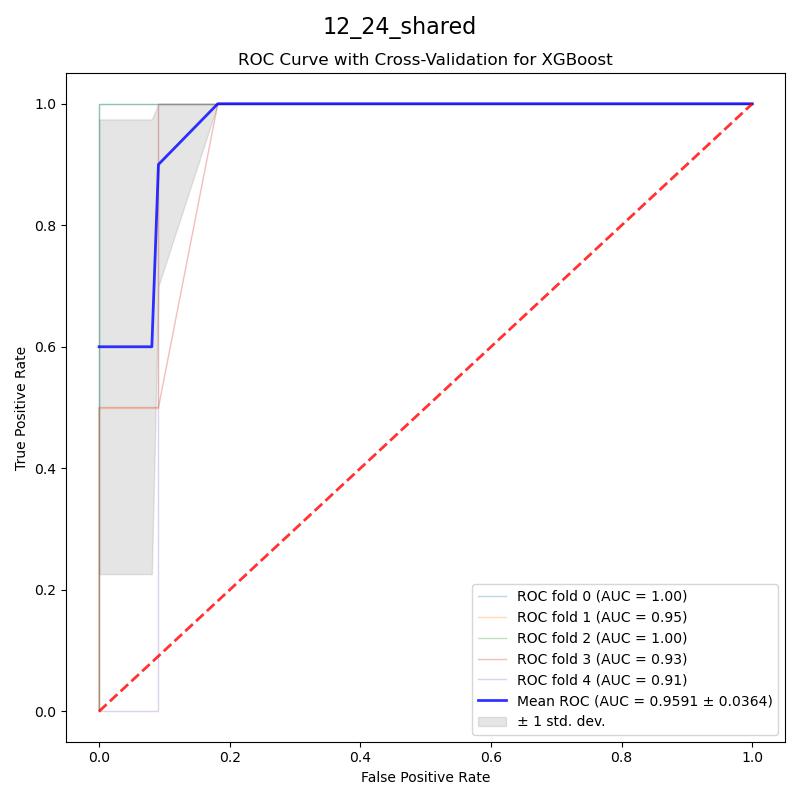 12_24_shared
ROC Curve with Cross-Validation for XGBoost
True Positive Rate
1.0
0.8
0.6
0.4
0.2
0.0
0.0 0.2 0.4 0.6 0.8 1.0
False Positive Rate
ROC fold 0 (AUC = 1.00)
ROC fold 1 (AUC = 0.95)
ROC fold 2 (AUC = 1.00)
ROC fold 3 (AUC = 0.93)
ROC fold 4 (AUC = 0.91)
Mean ROC (AUC = 0.9591 ± 0.0364)
± 1 std. dev.